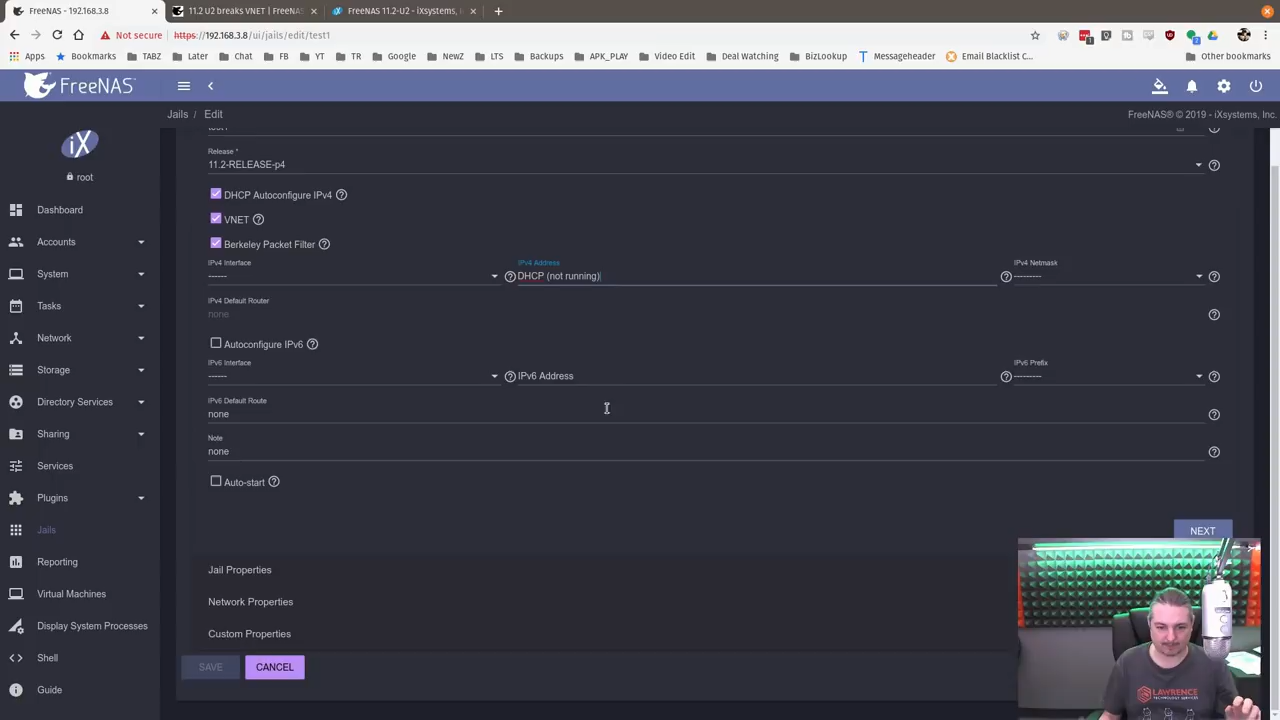 FreeNAS - 192.168.3.8
11.2 U2 breaks VNET | FreeNAS
FreeNAS 11.2-U2 - iXsystems,
Not secure
https://192.168.3.8/ui/jails/edit/test1
Apps
Bookmarks
TABZ
Later
Chat
FB
YT
TR
Google
NewZ
LTS
Backups
APK_PLAY
Video Edit
Deal Watching
BizLookup
Messageheader
Email Blacklist C...
Other bookmarks
FreeNAS
Jails / Edit
FreeNAS® © 2019 - iXsystems, Inc.
iX
root
Dashboard
Accounts
System
Tasks
Network
Storage
Directory Services
Sharing
Services
Plugins
Jails
Reporting
Virtual Machines
Display System Processes
Shell
Guide
test1
Release *
11.2-RELEASE-p4
DHCP Autoconfigure IPv4
VNET
Berkeley Packet Filter
IPv4 Interface
------
IPv4 Address
DHCP (not running)
IPv4 Netmask
---------
IPv4 Default Router
none
Autoconfigure IPv6
IPv6 Interface
------
IPv6 Address
IPv6 Prefix
---------
IPv6 Default Route
none
Note
none
Auto-start
NEXT
Jail Properties
Network Properties
Custom Properties
SAVE
CANCEL
LAWRENCE